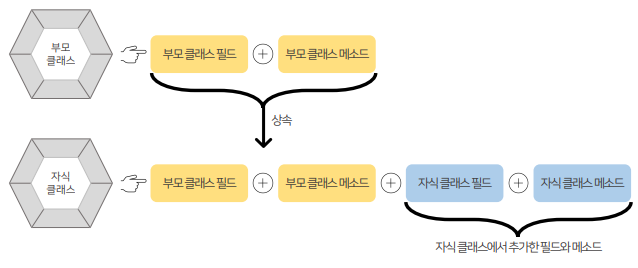 부모
클래스
부모 클래스 필드
부모 클래스 메소드
상속
자식
클래스
부모 클래스 필드
부모 클래스 메소드
자식 클래스 필드
자식 클래스 메소드
자식 클래스에서 추가한 필드와 메소드